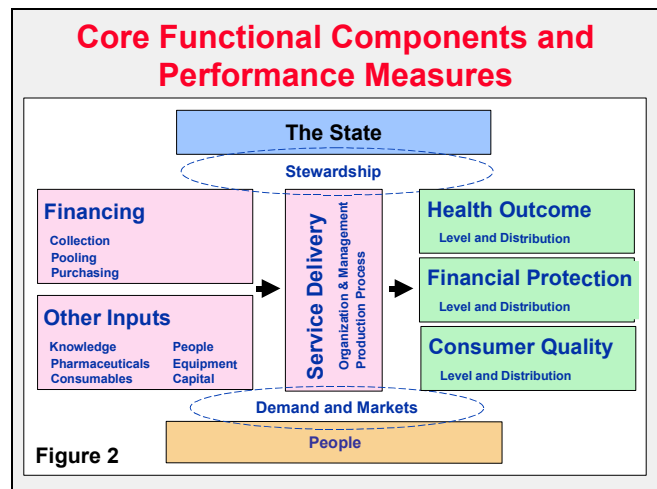 Core Functional Components and
Performance Measures
The State
Stewardship
Financing
Collection
Pooling
Purchasing
Other Inputs
Knowledge People
Pharmaceuticals Equipment
Consumables Capital
Service Delivery
Organization & Management
Production Process
Health Outcome
Level and Distribution
Financial Protection
Level and Distribution
Consumer Quality
Level and Distribution
Demand and Markets
People
Figure 2